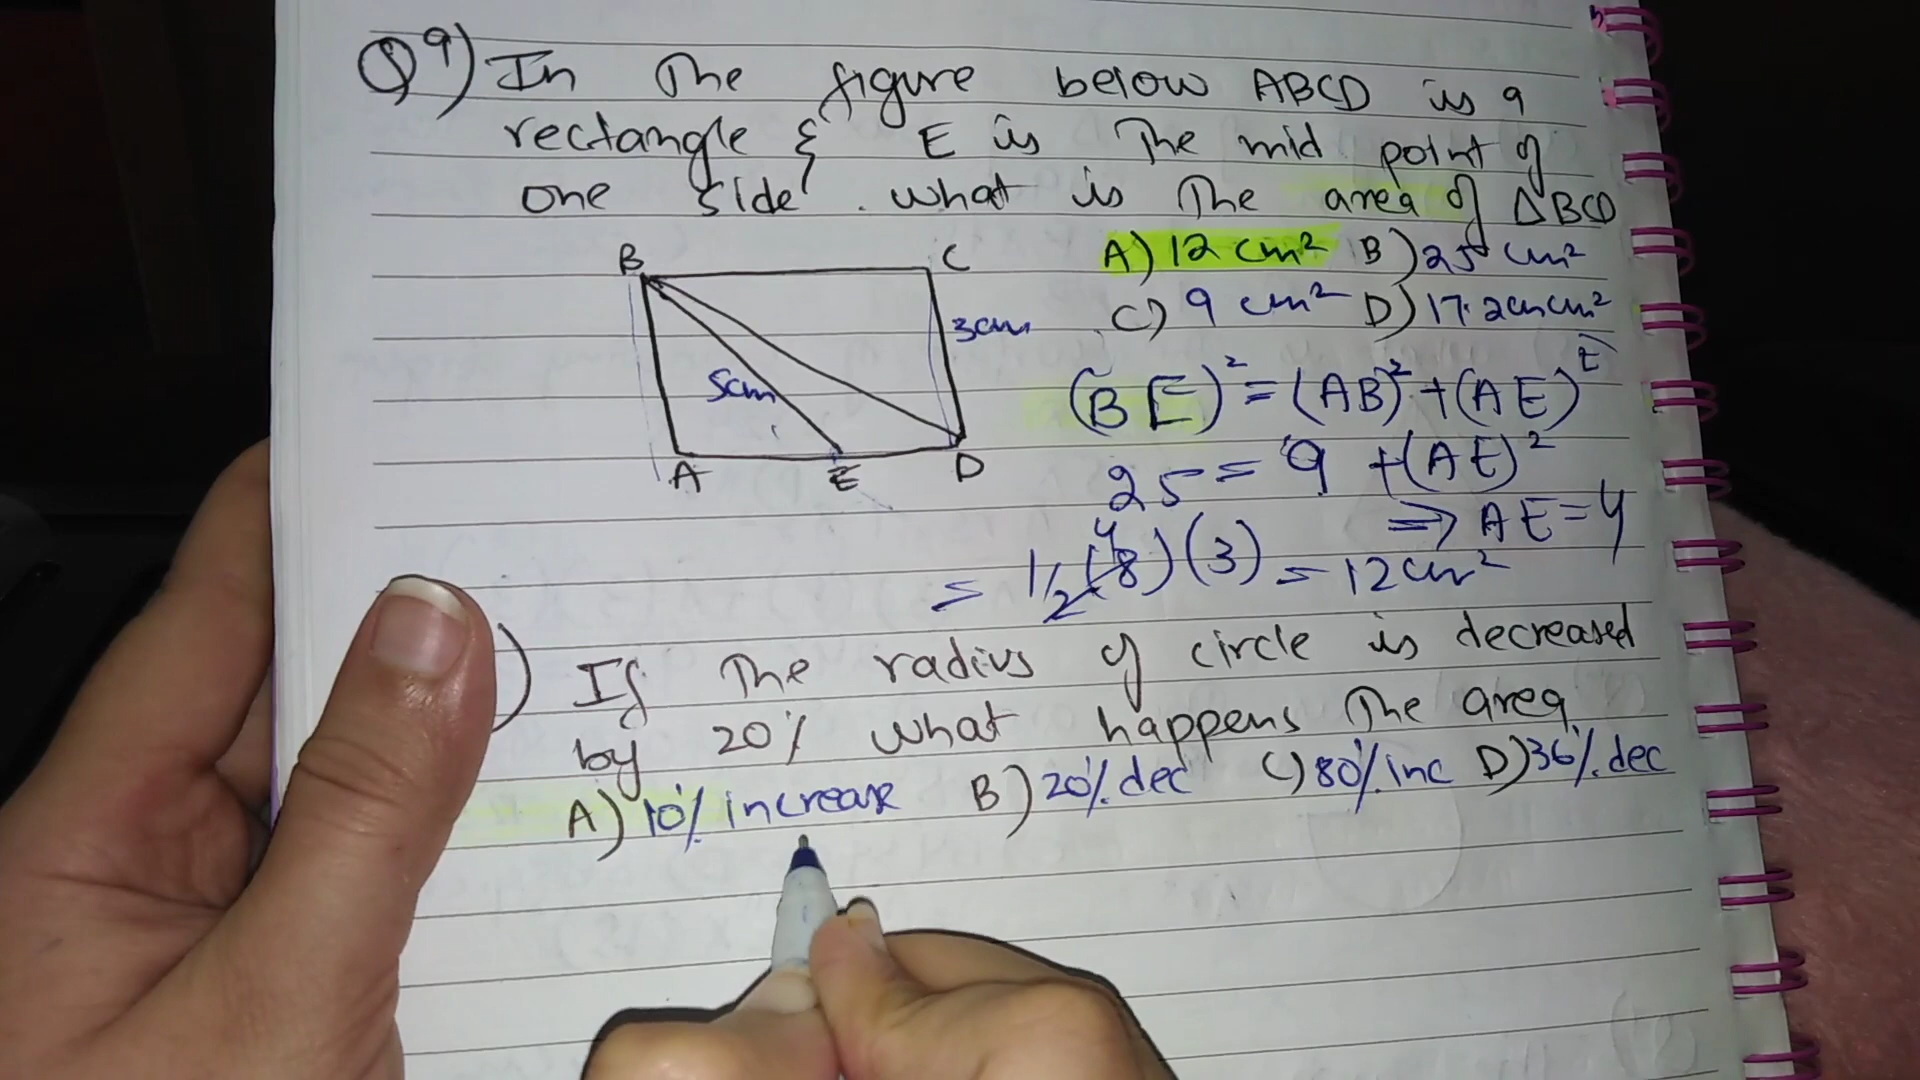 Q9) In The figure below ABCD is a
rectangle & E is The mid point of
one side. what is The area of ΔBCD
A) 12 cm² B) 25 cm²
C) 9 cm² D) 17.2cm cm²
B C
3cm
5cm
A E D
(BE)² = (AB)² + (AE)²
25 = 9 + (AE)²
⇒ AE = 4
= 1/2 (8) (3) = 12 cm²
4
) If The radius of circle is decreased
by 20% what happens The area
A) 10% increase B) 20%.dec C) 80%.inc D) 36%.dec